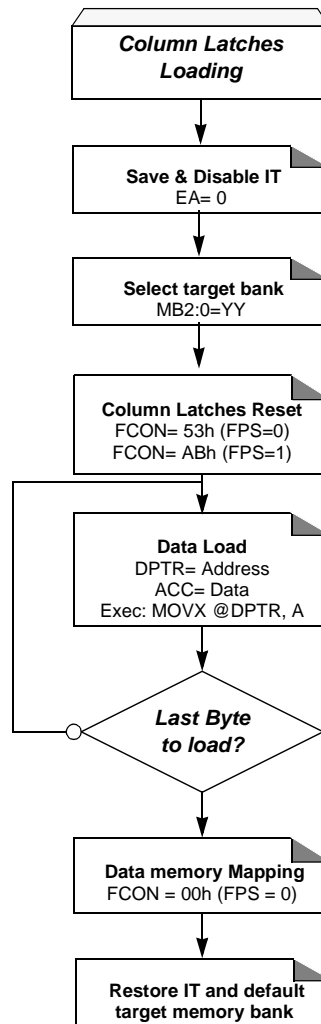 Column Latches
Loading
Save & Disable IT
EA= 0
Select target bank
MB2:0=YY
Column Latches Reset
FCON= 53h (FPS=0)
FCON= ABh (FPS=1)
Data Load
DPTR= Address
ACC= Data
Exec: MOVX @DPTR, A
Last Byte
to load?
Data memory Mapping
FCON = 00h (FPS = 0)
Restore IT and default
target memory bank